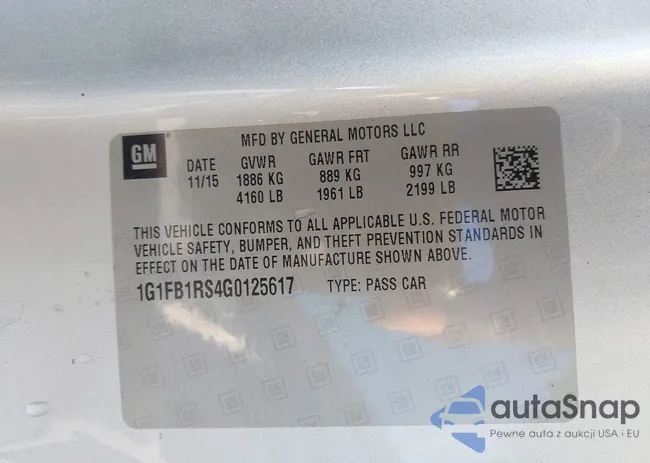 GM
MFD BY GENERAL MOTORS LLC
DATE GVWR GAWR FRT GAWR RR
11/15 1886 KG 889 KG 997 KG
4160 LB 1961 LB 2199 LB
THIS VEHICLE CONFORMS TO ALL APPLICABLE U.S. FEDERAL MOTOR
VEHICLE SAFETY, BUMPER, AND THEFT PREVENTION STANDARDS IN
EFFECT ON THE DATE OF MANUFACTURE SHOWN ABOVE.
1G1FB1RS4G0125617 TYPE: PASS CAR
autoSnap
Pewne auta z aukcji USA i EU